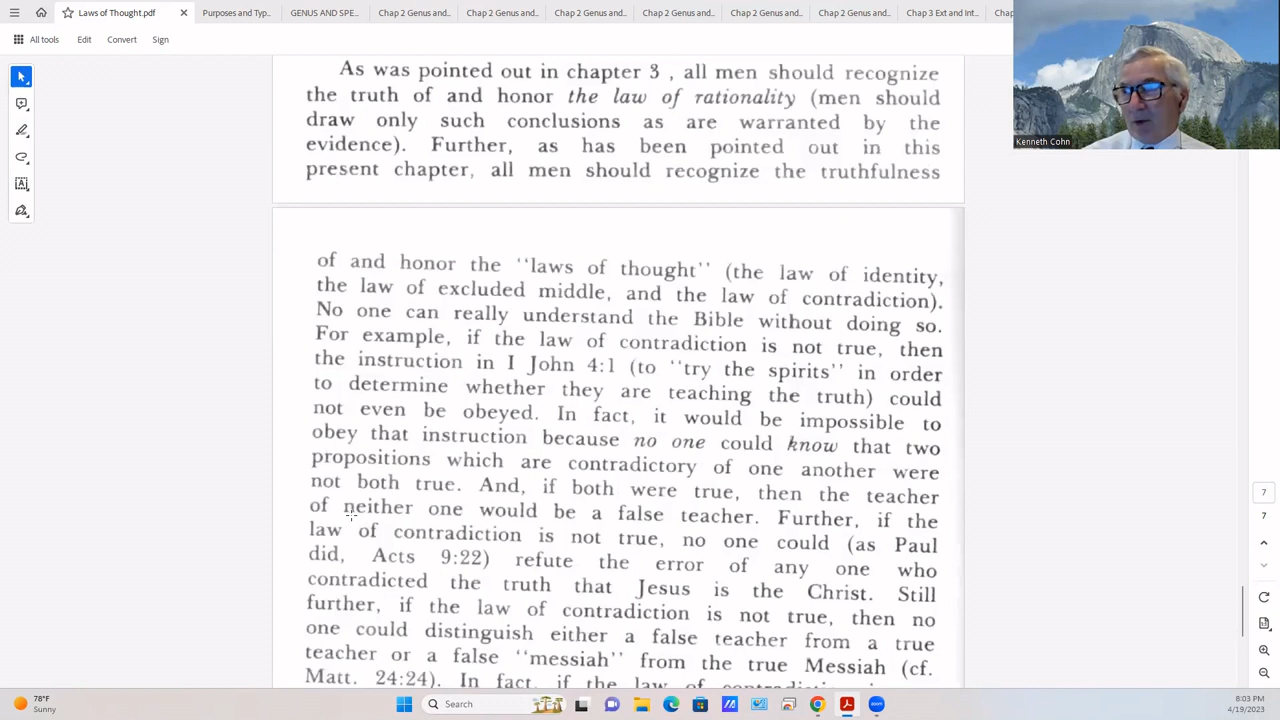 Laws of Thought.pdf
Purposes and Typ...
GENUS AND SPE...
Chap 2 Genus and...
Chap 2 Genus and...
Chap 2 Genus and...
Chap 2 Genus and...
Chap 2 Genus and...
Chap 2 Genus and...
Chap 3 Ext and Int...
All tools
Edit
Convert
Sign
Kenneth Cohn
As was pointed out in chapter 3 , all men should recognize
the truth of and honor the law of rationality (men should
draw only such conclusions as are warranted by the
evidence). Further, as has been pointed out in this
present chapter, all men should recognize the truthfulness
of and honor the ‘‘laws of thought’’ (the law of identity,
the law of excluded middle, and the law of contradiction).
No one can really understand the Bible without doing so.
For example, if the law of contradiction is not true, then
the instruction in I John 4:1 (to ‘‘try the spirits’’ in order
to determine whether they are teaching the truth) could
not even be obeyed. In fact, it would be impossible to
obey that instruction because no one could know that two
propositions which are contradictory of one another were
not both true. And, if both were true, then the teacher
of neither one would be a false teacher. Further, if the
law of contradiction is not true, no one could (as Paul
did, Acts 9:22) refute the error of any one who
contradicted the truth that Jesus is the Christ. Still
further, if the law of contradiction is not true, then no
one could distinguish either a false teacher from a true
teacher or a false ‘‘messiah’’ from the true Messiah (cf.
Matt. 24:24). In fact, if the law of contradiction is
7
7
78°F
Sunny
Search
zoom
8:03 PM
4/19/2023